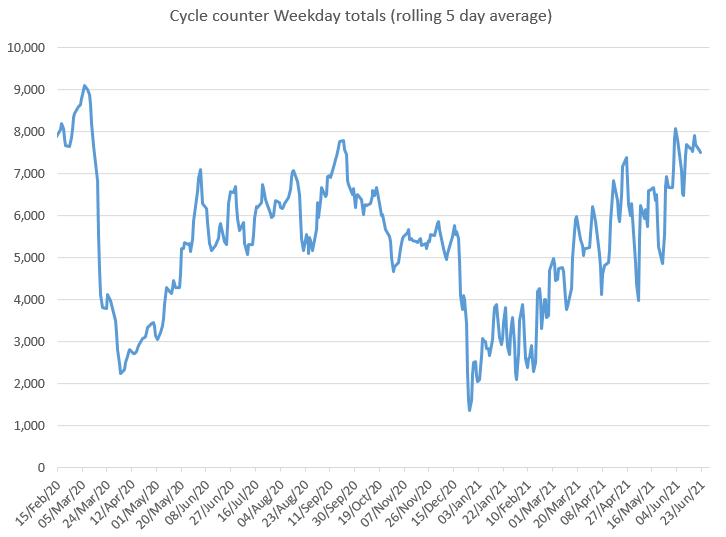 Cycle counter Weekday totals (rolling 5 day average)
10,000
9,000
8,000
7,000
6,000
5,000
4,000
3,000
2,000
1,000
0
15/Feb/20
05/Mar/20
24/Mar/20
12/Apr/20
01/May/20
20/May/20
08/Jun/20
27/Jun/20
16/Jul/20
04/Aug/20
23/Aug/20
11/Sep/20
30/Sep/20
19/Oct/20
07/Nov/20
26/Nov/20
15/Dec/20
03/Jan/21
22/Jan/21
10/Feb/21
01/Mar/21
20/Mar/21
08/Apr/21
27/Apr/21
16/May/21
04/Jun/21
23/Jun/21